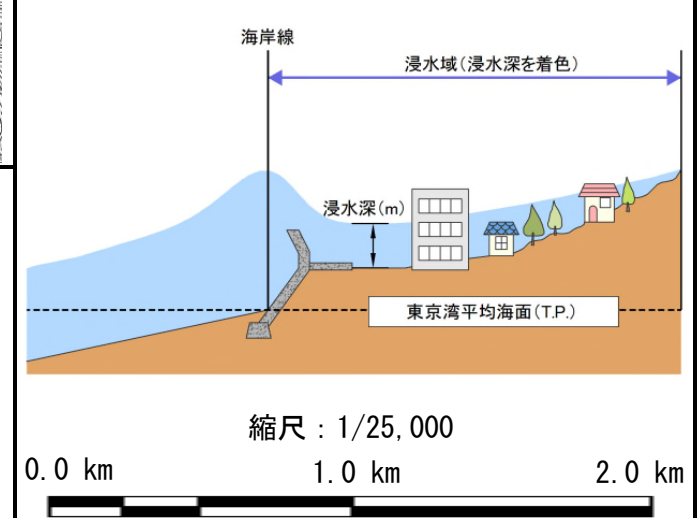 海岸線
浸水域(浸水深を着色)
浸水深(m)
東京湾平均海面(T.P.)
縮尺：1/25,000
0.0 km 1.0 km 2.0 km